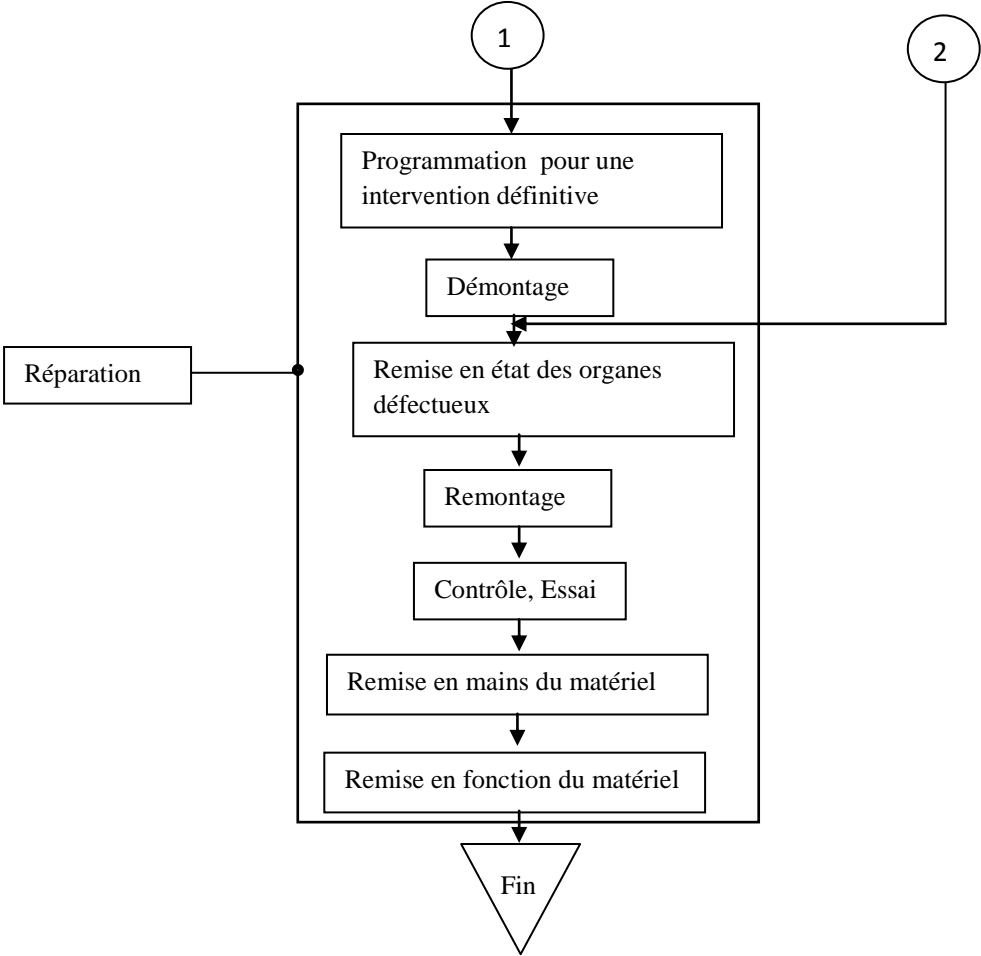 1
2
Programmation pour une
intervention définitive
Démontage
Réparation
Remise en état des organes
défectueux
Remontage
Contrôle, Essai
Remise en mains du matériel
Remise en fonction du matériel
Fin